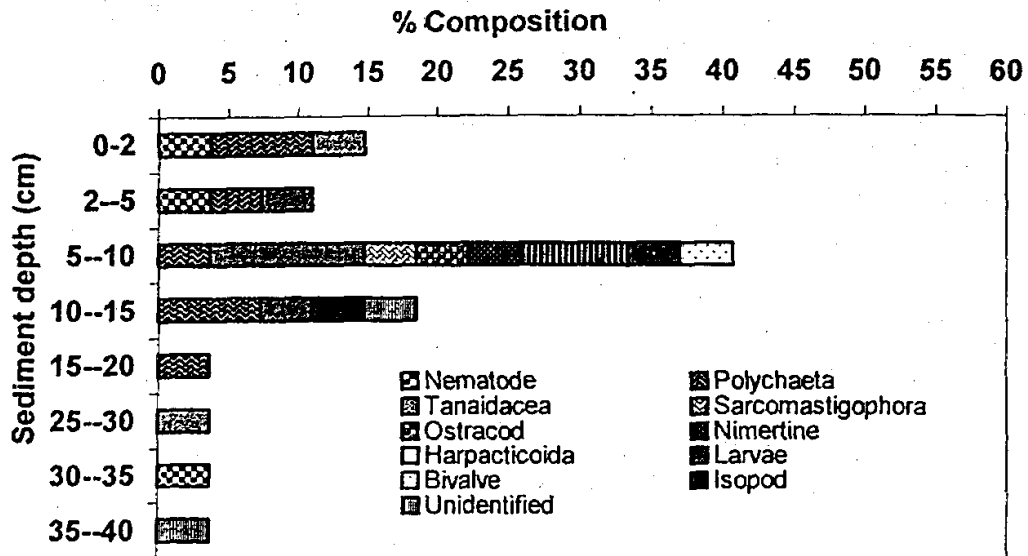 % Composition
0 5 10 15 20 25 30 35 40 45 50 55 60
Sediment depth (cm)
0-2
2--5
5--10
10--15
15--20
25--30
30--35
35--40
Nematode Polychaeta
Tanaidacea Sarcomastigophora
Ostracod Nimertine
Harpacticoida Larvae
Bivalve Isopod
Unidentified